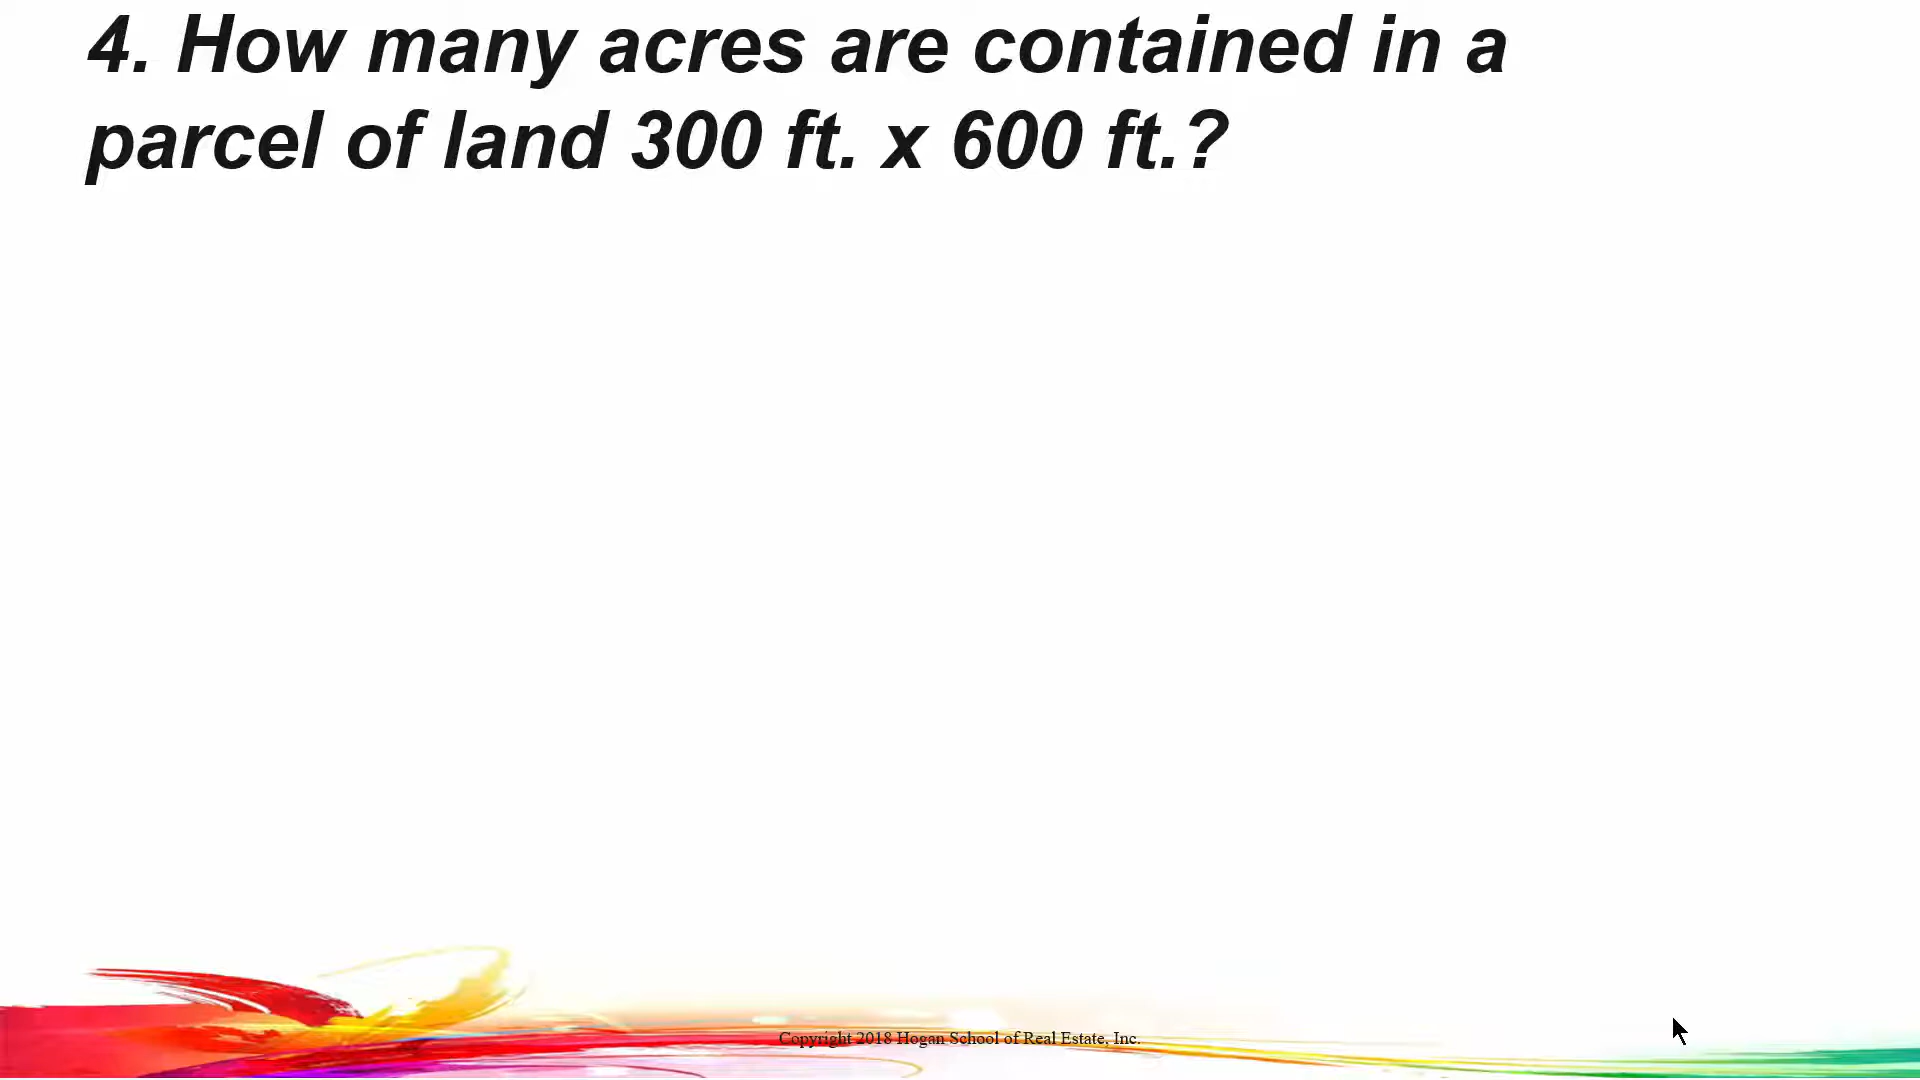 4. How many acres are contained in a
parcel of land 300 ft. x 600 ft.?
Copyright 2018 Hogan School of Real Estate, Inc.